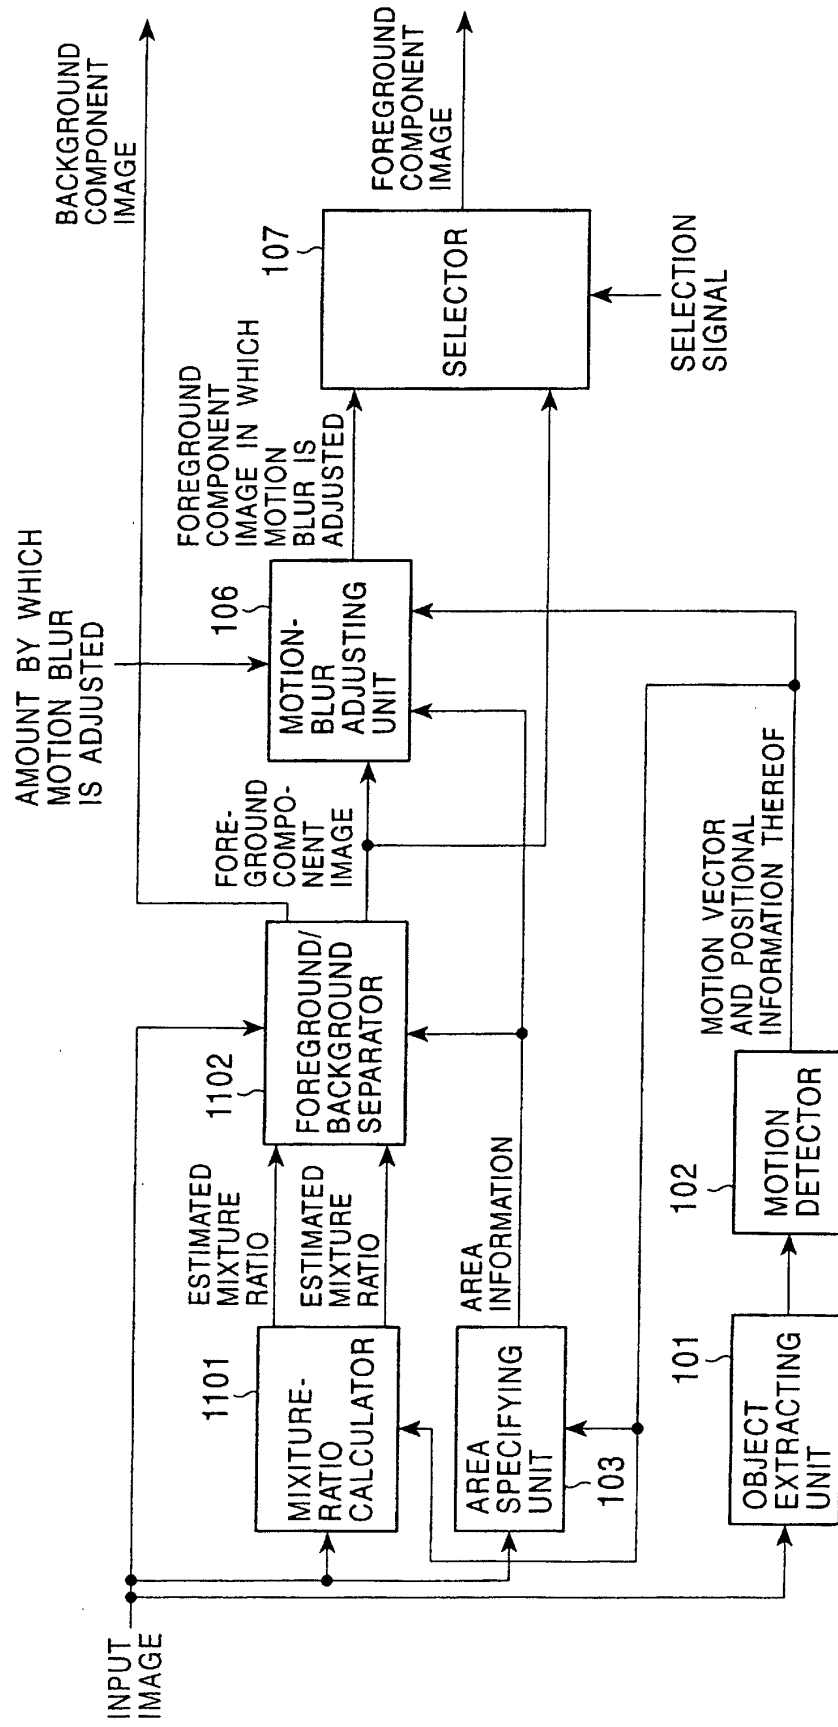 INPUT
IMAGE
1101
MIXITURE-
RATIO
CALCULATOR
ESTIMATED
MIXTURE
RATIO
ESTIMATED
MIXTURE
RATIO
1102
FOREGROUND/
BACKGROUND
SEPARATOR
FORE-
GROUND
COMPO-
NENT
IMAGE
AMOUNT BY WHICH
MOTION BLUR
IS ADJUSTED
106
MOTION-
BLUR
ADJUSTING
UNIT
FOREGROUND
COMPONENT
IMAGE IN WHICH
MOTION
BLUR IS
ADJUSTED
107
SELECTOR
SELECTION
SIGNAL
BACKGROUND
COMPONENT
IMAGE
FOREGROUND
COMPONENT
IMAGE
AREA
SPECIFYING
UNIT
103
AREA
INFORMATION
101
OBJECT
EXTRACTING
UNIT
102
MOTION
DETECTOR
MOTION VECTOR
AND POSITIONAL
INFORMATION THEREOF